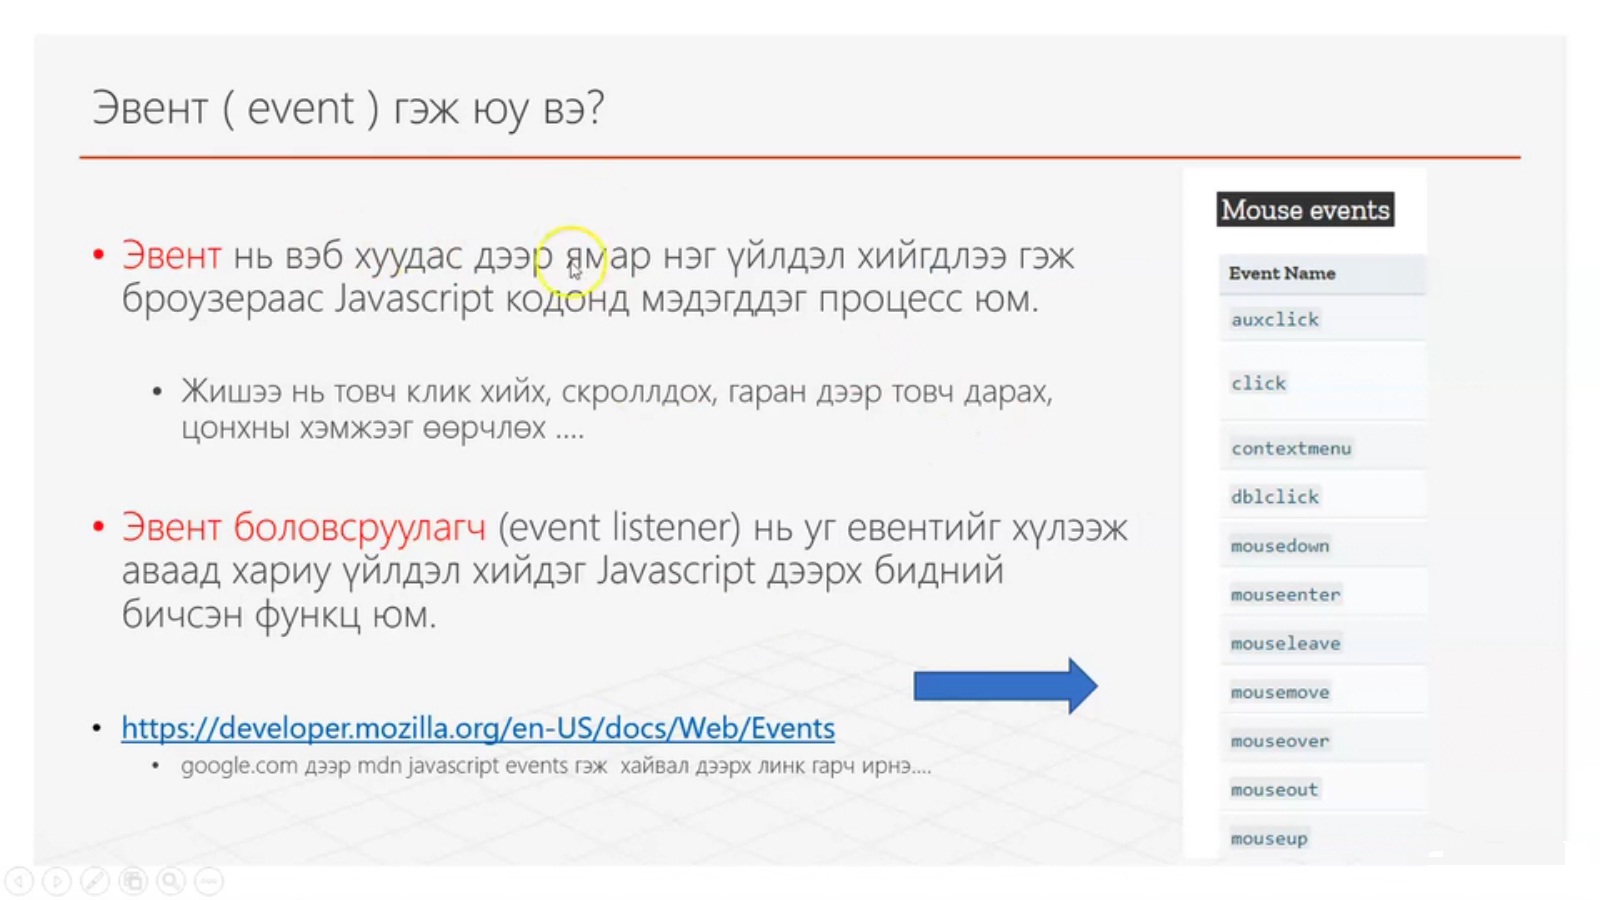 Эвент ( event ) гэж юу вэ?
• Эвент нь вэб хуудас дээр ямар нэг үйлдэл хийгдлээ гэж
броузераас Javascript кодонд мэдэгддэг процесс юм.
• Жишээ нь товч клик хийх, скроллдох, гаран дээр товч дарах,
цонхны хэмжээг өөрчлөх ....
• Эвент боловсруулагч (event listener) нь уг евентийг хүлээж
аваад хариу үйлдэл хийдэг Javascript дээрх бидний
бичсэн функц юм.
• https://developer.mozilla.org/en-US/docs/Web/Events
• google.com дээр mdn javascript events гэж хайвал дээрх линк гарч ирнэ....
Mouse events
Event Name
auxclick
click
contextmenu
dblclick
mousedown
mouseenter
mouseleave
mousemove
mouseover
mouseout
mouseup